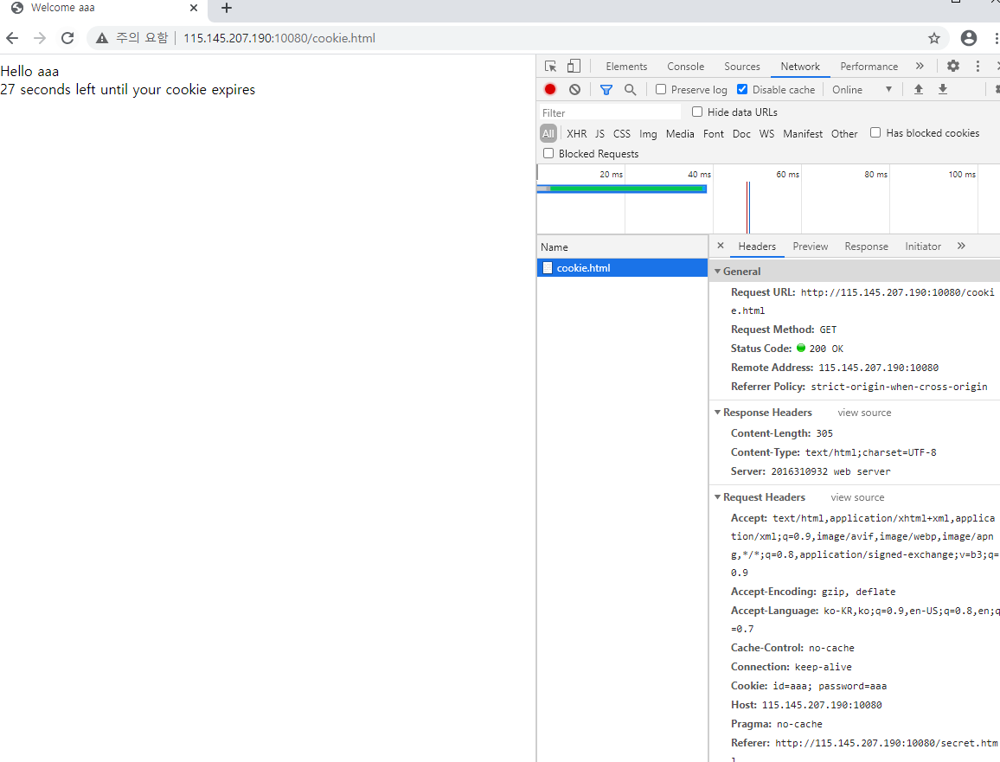 Welcome aaa
주의 요함 115.145.207.190:10080/cookie.html
Hello aaa
27 seconds left until your cookie expires
Elements Console Sources Network Performance
Preserve log Disable cache Online
Filter Hide data URLs
All XHR JS CSS Img Media Font Doc WS Manifest Other Has blocked cookies
Blocked Requests
20 ms 40 ms 60 ms 80 ms 100 ms
Name
cookie.html
Headers Preview Response Initiator
General
Request URL: http://115.145.207.190:10080/cooki
e.html
Request Method: GET
Status Code: 200 OK
Remote Address: 115.145.207.190:10080
Referrer Policy: strict-origin-when-cross-origin
Response Headers view source
Content-Length: 305
Content-Type: text/html;charset=UTF-8
Server: 2016310932 web server
Request Headers view source
Accept: text/html,application/xhtml+xml,applica
tion/xml;q=0.9,image/avif,image/webp,image/apn
g,*/*;q=0.8,application/signed-exchange;v=b3;q=
0.9
Accept-Encoding: gzip, deflate
Accept-Language: ko-KR,ko;q=0.9,en-US;q=0.8,en;q
=0.7
Cache-Control: no-cache
Connection: keep-alive
Cookie: id=aaa; password=aaa
Host: 115.145.207.190:10080
Pragma: no-cache
Referer: http://115.145.207.190:10080/secret.htm
l